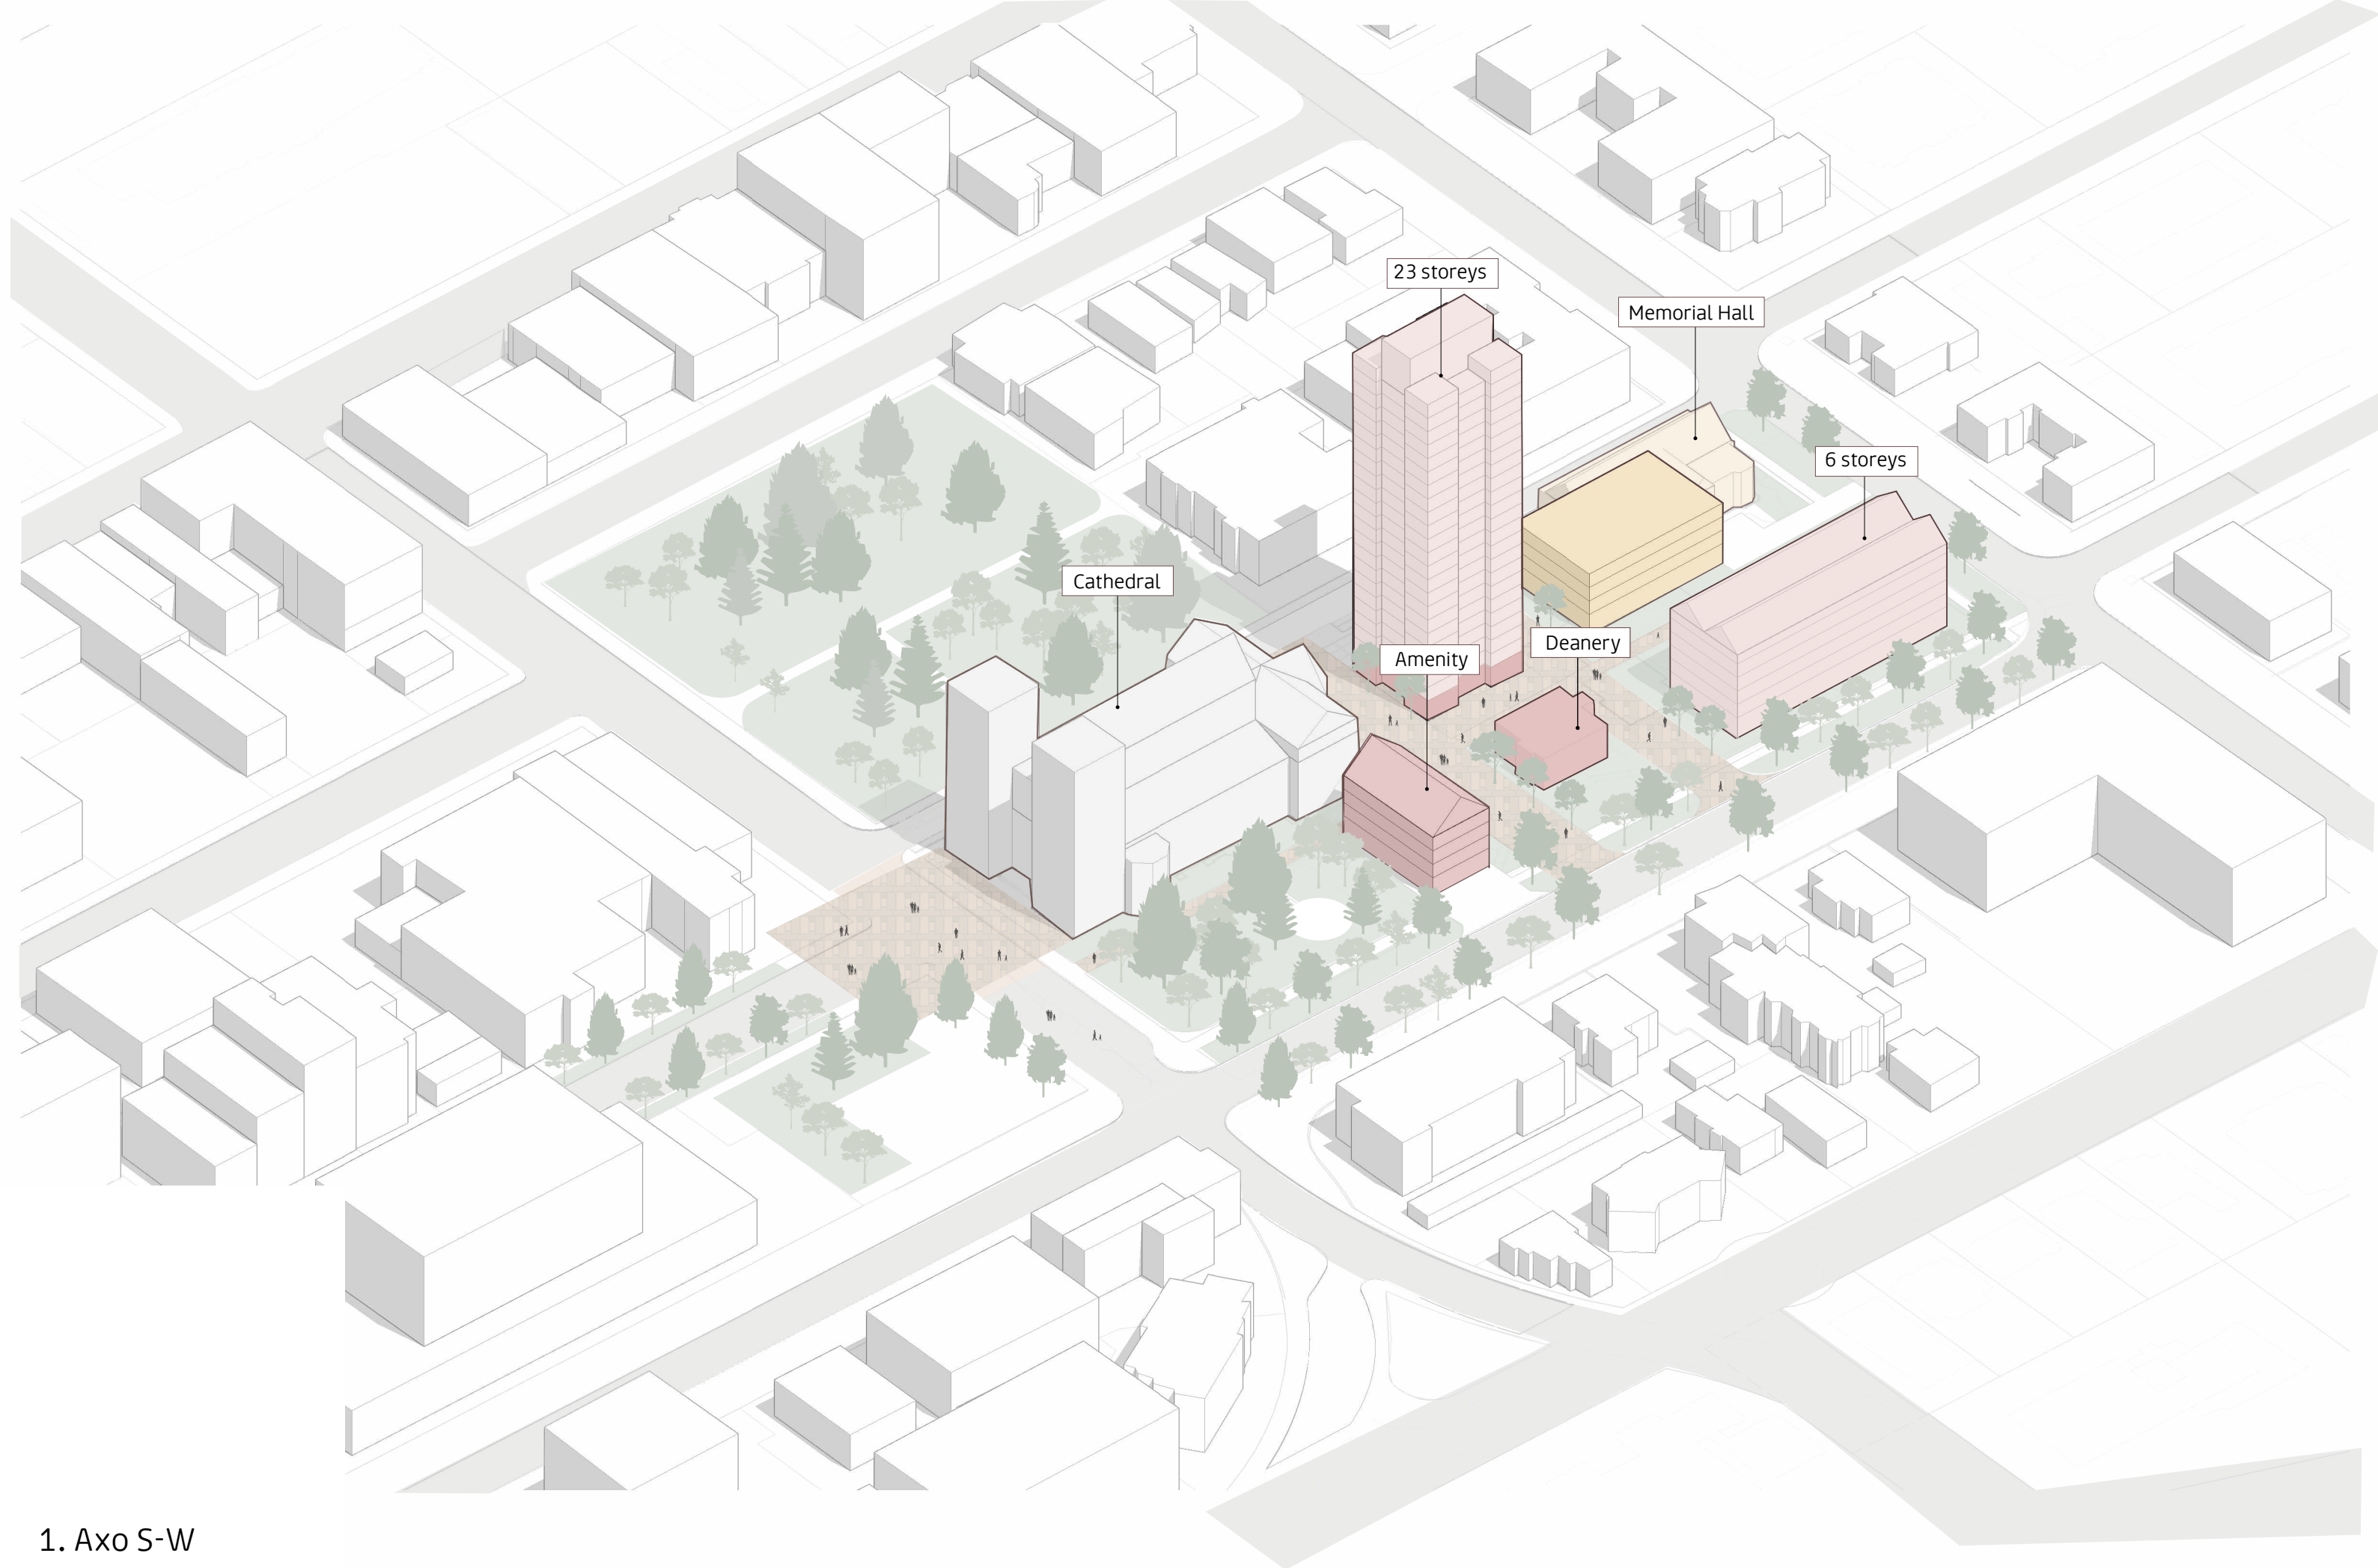 23 storeys
Memorial Hall
6 storeys
Cathedral
Deanery
Amenity
1. Axo S-W